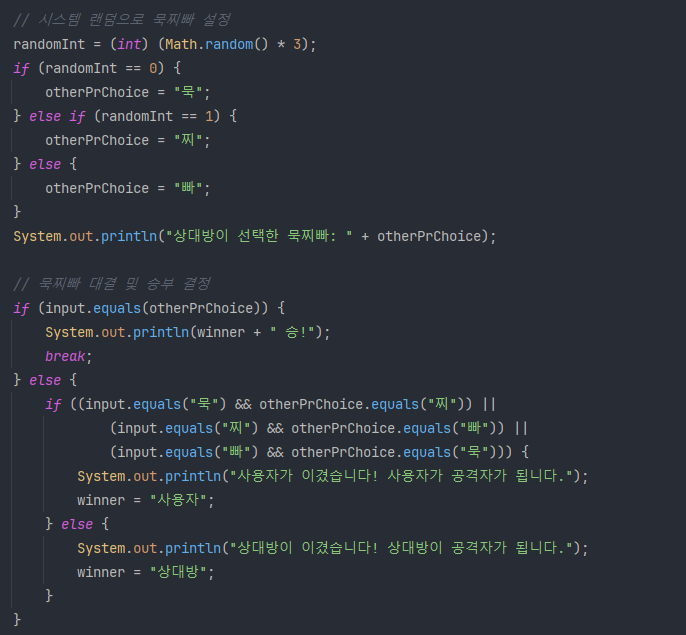 // 시스템 랜덤으로 묵찌빠 설정
randomInt = (int) (Math.random() * 3);
if (randomInt == 0) {
    otherPrChoice = "묵";
} else if (randomInt == 1) {
    otherPrChoice = "찌";
} else {
    otherPrChoice = "빠";
}
System.out.println("상대방이 선택한 묵찌빠: " + otherPrChoice);

// 묵찌빠 대결 및 승부 결정
if (input.equals(otherPrChoice)) {
    System.out.println(winner + " 승!");
    break;
} else {
    if ((input.equals("묵") && otherPrChoice.equals("찌")) ||
            (input.equals("찌") && otherPrChoice.equals("빠")) ||
            (input.equals("빠") && otherPrChoice.equals("묵"))) {
        System.out.println("사용자가 이겼습니다! 사용자가 공격자가 됩니다.");
        winner = "사용자";
    } else {
        System.out.println("상대방이 이겼습니다! 상대방이 공격자가 됩니다.");
        winner = "상대방";
    }
}